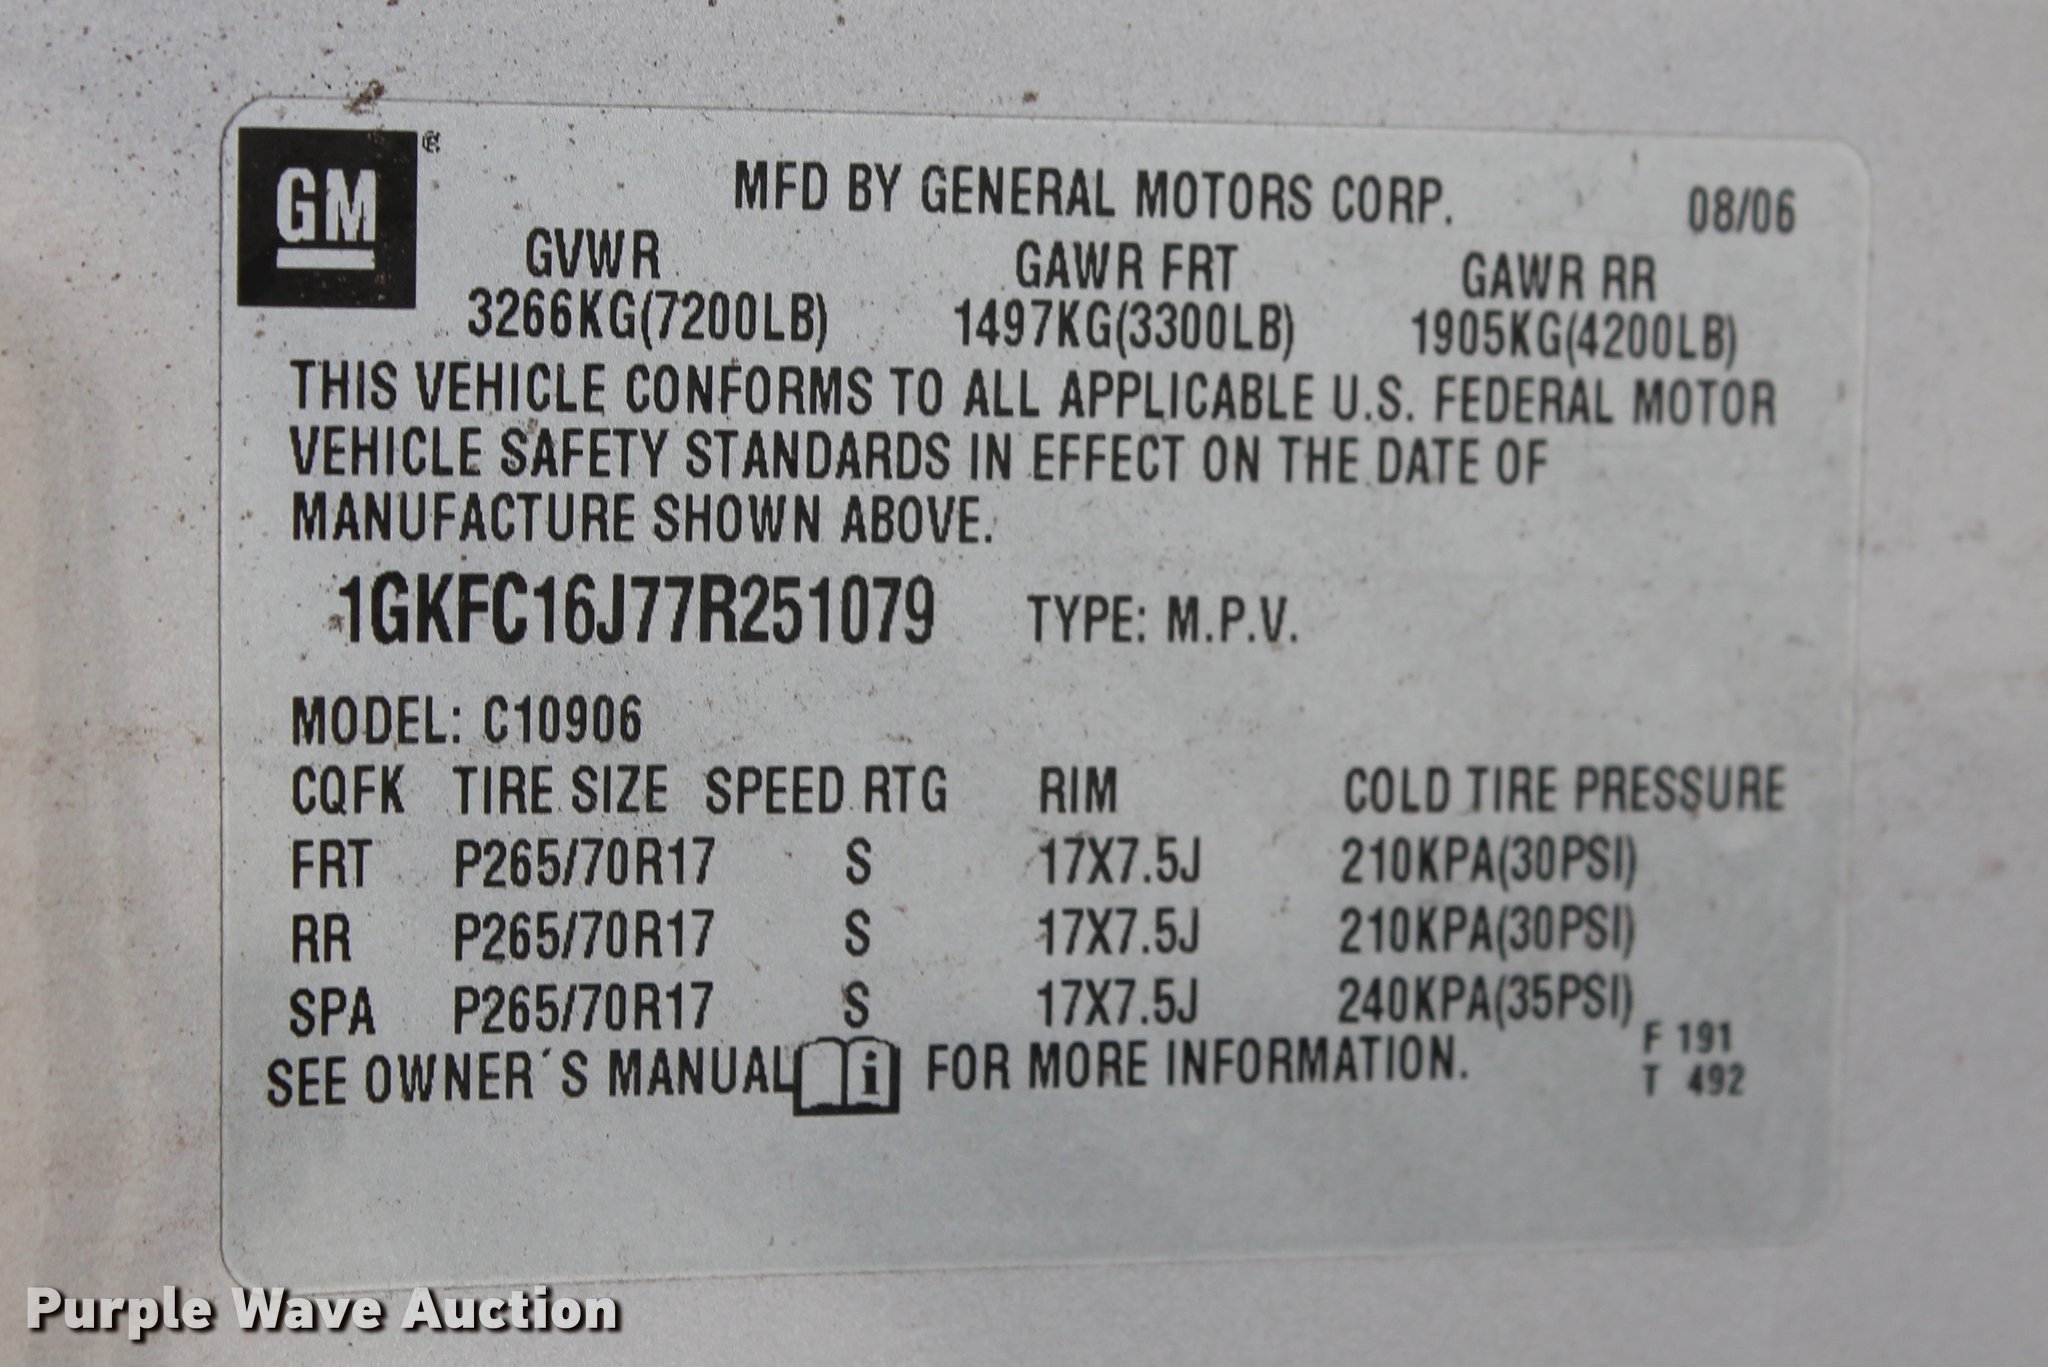 GM®
MFD BY GENERAL MOTORS CORP. 08/06
GVWR GAWR FRT GAWR RR
3266KG(7200LB) 1497KG(3300LB) 1905KG(4200LB)
THIS VEHICLE CONFORMS TO ALL APPLICABLE U.S. FEDERAL MOTOR
VEHICLE SAFETY STANDARDS IN EFFECT ON THE DATE OF
MANUFACTURE SHOWN ABOVE.
1GKFC16J77R251079 TYPE: M.P.V.
MODEL: C10906
CQFK TIRE SIZE SPEED RTG RIM COLD TIRE PRESSURE
FRT P265/70R17 S 17X7.5J 210KPA(30PSI)
RR P265/70R17 S 17X7.5J 210KPA(30PSI)
SPA P265/70R17 S 17X7.5J 240KPA(35PSI)
SEE OWNER´S MANUAL i FOR MORE INFORMATION.
F 191
T 492
Purple Wave Auction